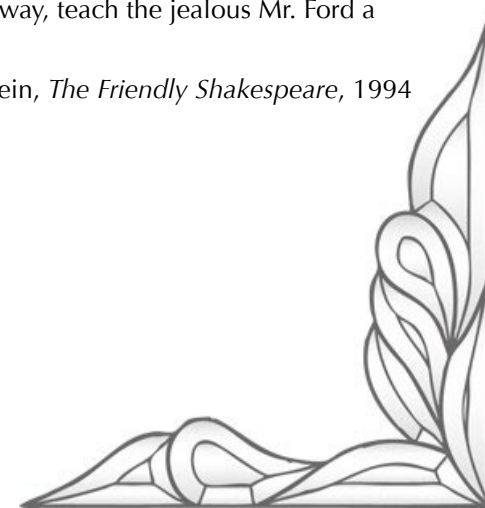 way, teach the jealous Mr. Ford a
ein, The Friendly Shakespeare, 1994